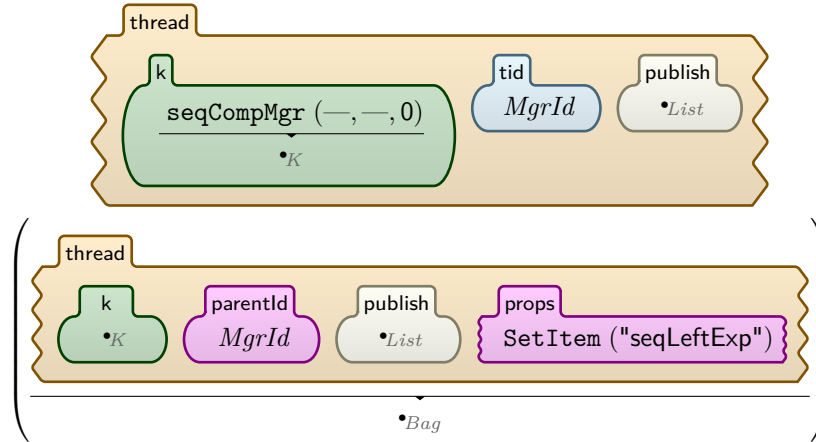 thread
k tid publish
seqCompMgr (—,—,0) MgrId •List
•K
thread
k parentId publish props
•K MgrId •List SetItem ("seqLeftExp")
•Bag